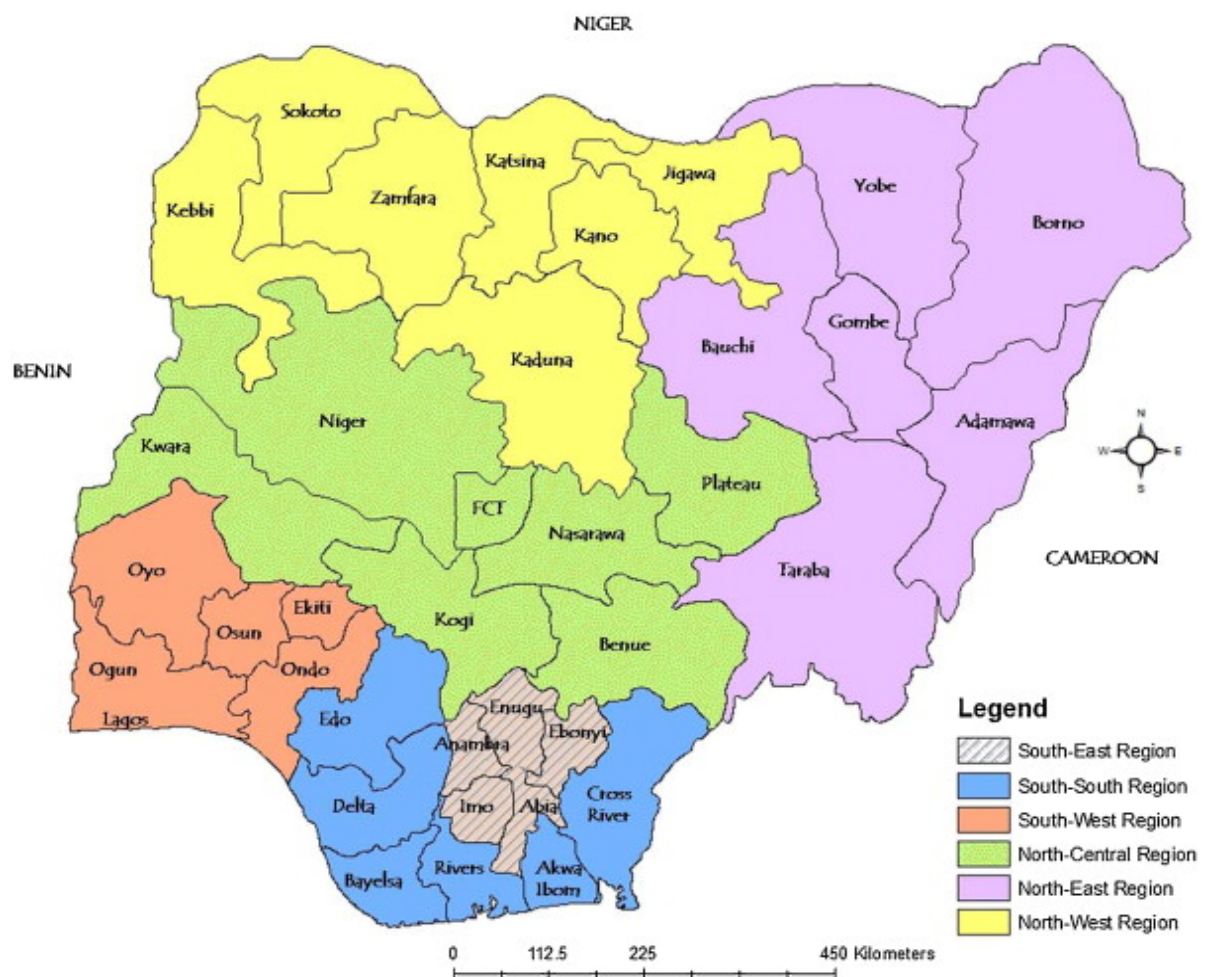 NIGER
Sokoto
Katsina
Jigawa
Zamfara
Yobe
Kebbi
Kano
Borno
Gombe
Bauchi
Kaduna
BENIN
Niger
Adamawa
Kwara
N
W
E
S
Plateau
FCT
Nasarawa
CAMEROON
Oyo
Taraba
Ekiti
Kogi
Osun
Benue
Ogun
Ondo
Lagos
Edo
Enugu
Ebonyi
Anambra
Delta
Imo
Abia
Cross
River
Bayelsa
Rivers
Akwa
Ibom
Legend
South-East Region
South-South Region
South-West Region
North-Central Region
North-East Region
North-West Region
0 112.5 225 450 Kilometers